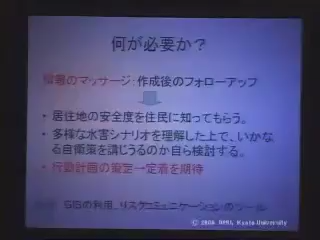 何が必要か？
のマッサージ：作成後のフォローアップ
・ 居住地の安全度を住民に知ってもらう。
・ 多様な水害シナリオを理解した上で、いかな
る自衛策を講じうるのか自ら検討する。
・ 行動計画の策定→定着を期待
GISの利用、リスクコミュニケーションのツール
© 2004 DPRI, Kyoto University